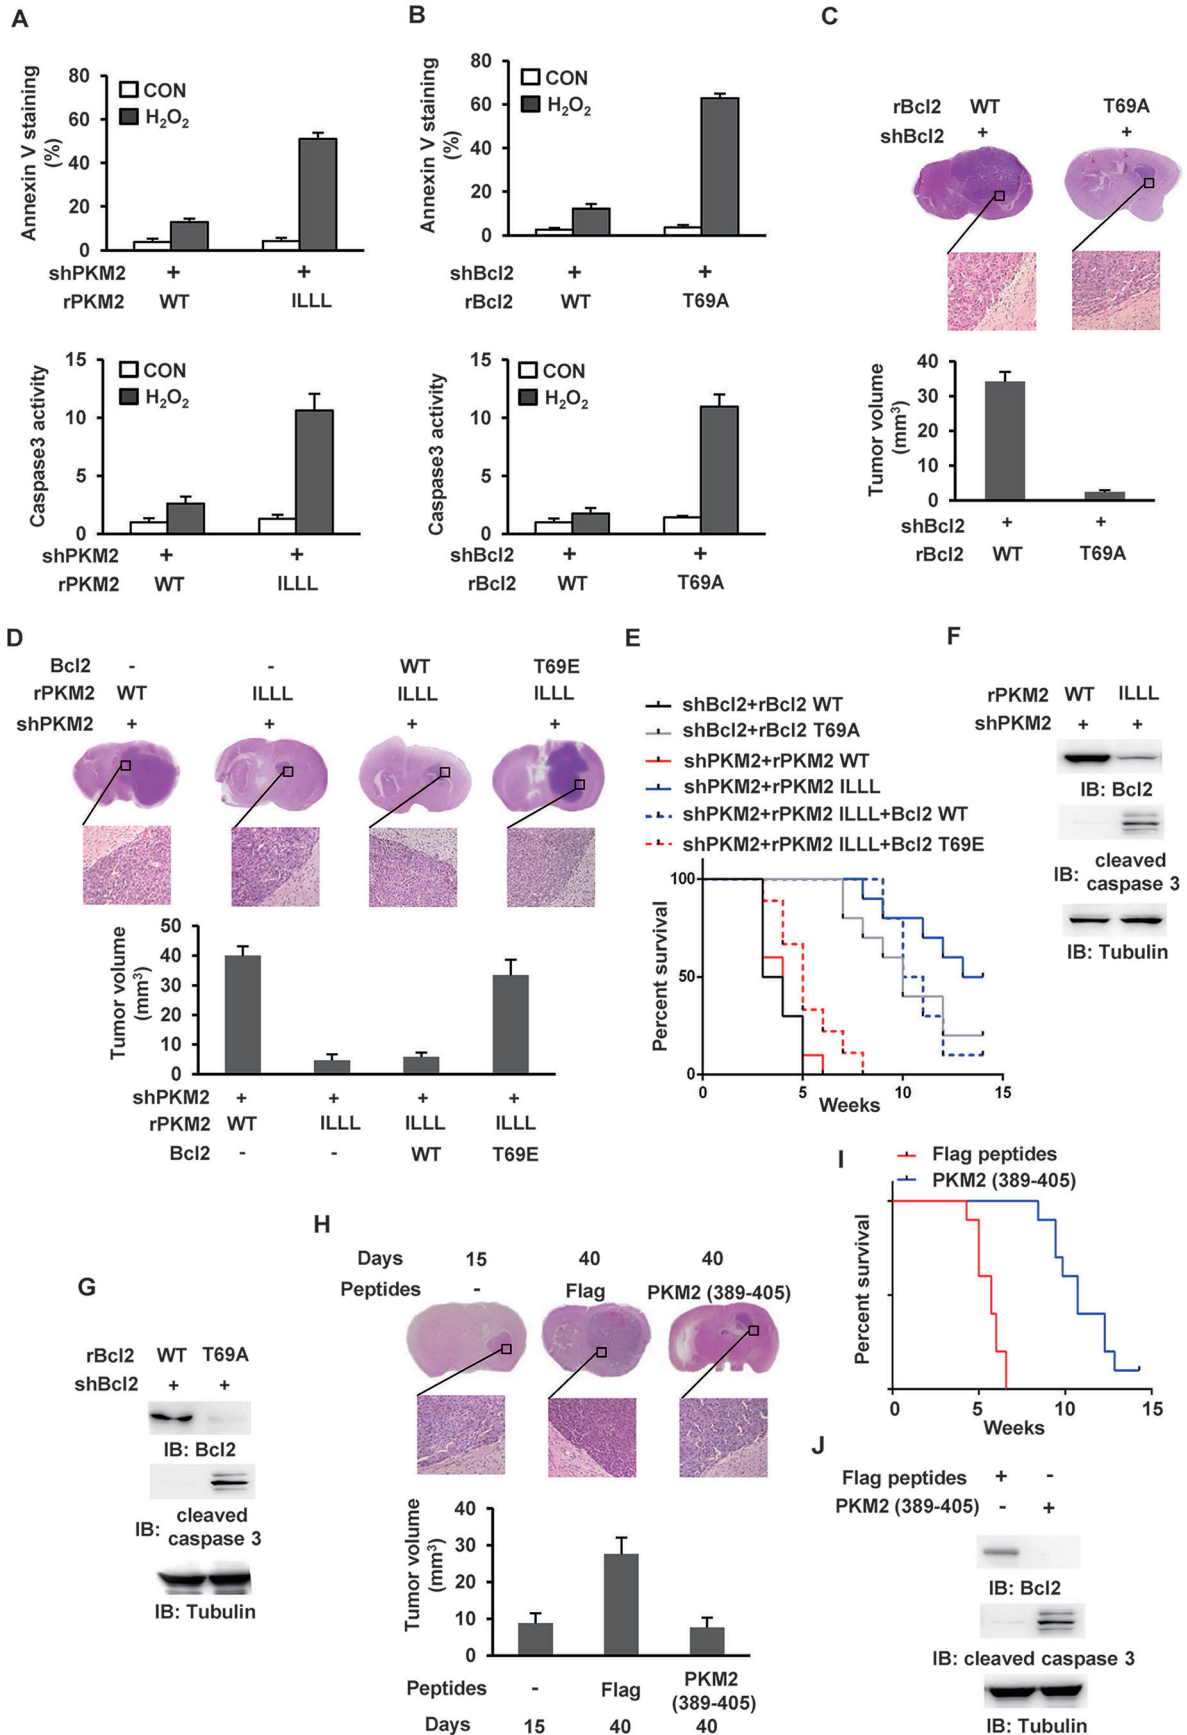 A
Annexin V staining
(%)
80
60
40
20
0
CON
H₂O₂
shPKM2 + +
rPKM2 WT ILLL
Caspase3 activity
15
10
5
0
CON
H₂O₂
shPKM2 + +
rPKM2 WT ILLL
B
Annexin V staining
(%)
80
60
40
20
0
CON
H₂O₂
shBcl2 + +
rBcl2 WT T69A
Caspase3 activity
15
10
5
0
CON
H₂O₂
shBcl2 + +
rBcl2 WT T69A
C
rBcl2 WT T69A
shBcl2 + +
Tumor volume
(mm³)
40
30
20
10
0
shBcl2 + +
rBcl2 WT T69A
D
Bcl2 - - WT T69E
rPKM2 WT ILLL ILLL ILLL
shPKM2 + + + +
Tumor volume
(mm³)
50
40
30
20
10
0
shPKM2 + + + +
rPKM2 WT ILLL ILLL ILLL
Bcl2 - - WT T69E
E
shBcl2+rBcl2 WT
shBcl2+rBcl2 T69A
shPKM2+rPKM2 WT
shPKM2+rPKM2 ILLL
shPKM2+rPKM2 ILLL+Bcl2 WT
shPKM2+rPKM2 ILLL+Bcl2 T69E
Percent survival
100
50
0
0 5 10 15
Weeks
F
rPKM2 WT ILLL
shPKM2 + +
IB: Bcl2
IB: cleaved
caspase 3
IB: Tubulin
G
rBcl2 WT T69A
shBcl2 + +
IB: Bcl2
IB: cleaved
caspase 3
IB: Tubulin
H
Days 15 40 40
Peptides - Flag PKM2 (389-405)
Tumor volume
(mm³)
40
30
20
10
0
Peptides - Flag PKM2
(389-405)
Days 15 40 40
I
Flag peptides
PKM2 (389-405)
Percent survival
0 5 10 15
Weeks
J
Flag peptides + -
PKM2 (389-405) - +
IB: Bcl2
IB: cleaved caspase 3
IB: Tubulin